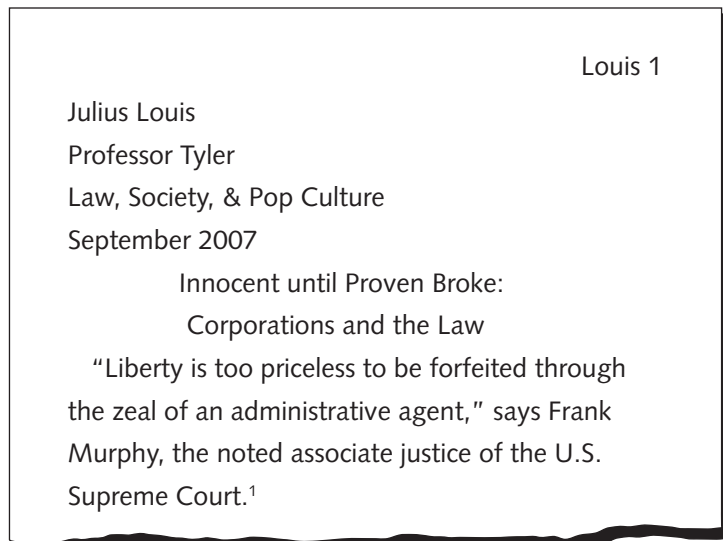 Louis 1
Julius Louis
Professor Tyler
Law, Society, & Pop Culture
September 2007
Innocent until Proven Broke:
Corporations and the Law
“Liberty is too priceless to be forfeited through
the zeal of an administrative agent,” says Frank
Murphy, the noted associate justice of the U.S.
Supreme Court.¹